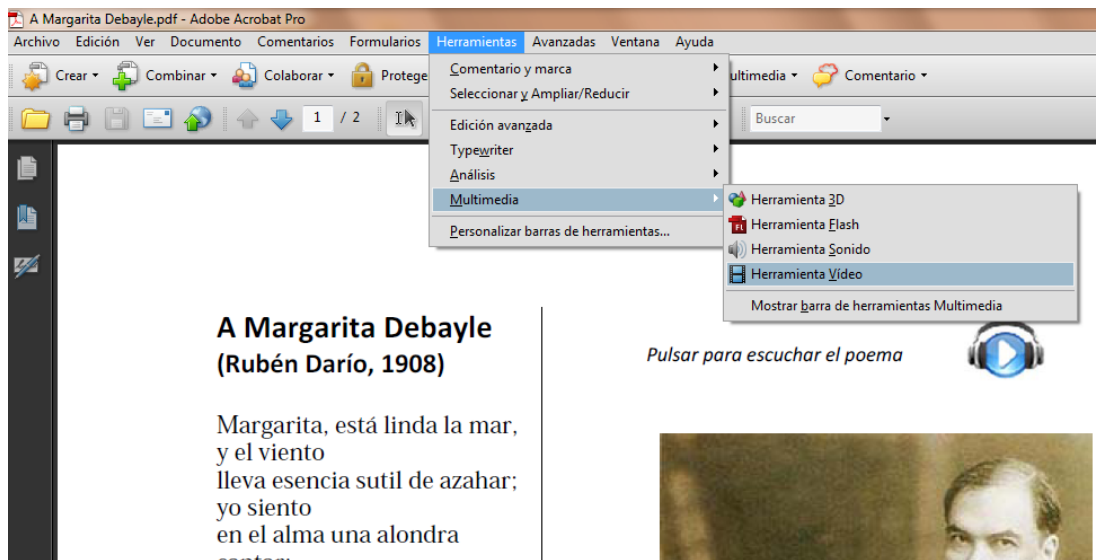 A Margarita Debayle.pdf - Adobe Acrobat Pro
Archivo Edición Ver Documento Comentarios Formularios Herramientas Avanzadas Ventana Ayuda
Crear Combinar Colaborar Protege ultimedia Comentario
1 / 2 Buscar
Comentario y marca
Seleccionar y Ampliar/Reducir
Edición avanzada
Typewriter
Análisis
Multimedia
Personalizar barras de herramientas...
Herramienta 3D
Herramienta Flash
Herramienta Sonido
Herramienta Vídeo
Mostrar barra de herramientas Multimedia
A Margarita Debayle
(Rubén Darío, 1908)
Pulsar para escuchar el poema
Margarita, está linda la mar,
y el viento
lleva esencia sutil de azahar;
yo siento
en el alma una alondra